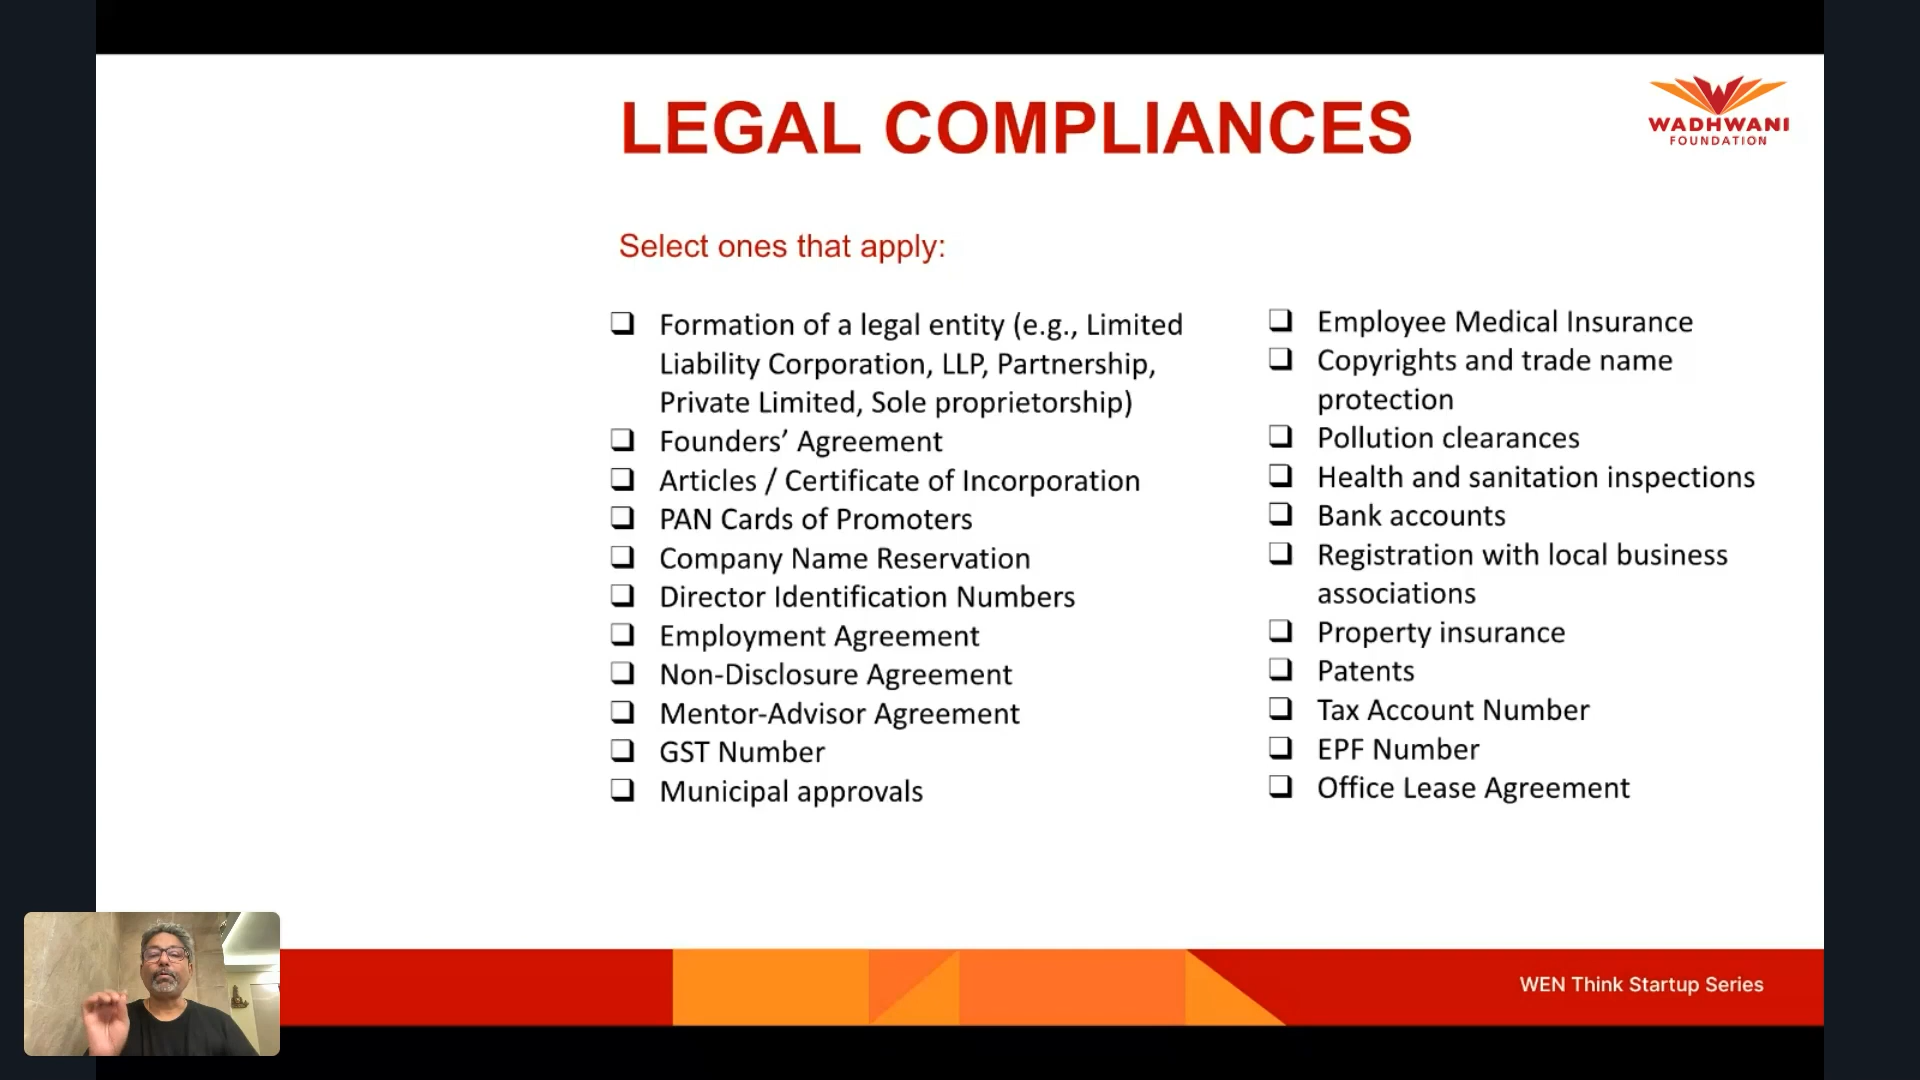 LEGAL COMPLIANCES
WADHWANI
FOUNDATION
Select ones that apply:
❑ Formation of a legal entity (e.g., Limited
Liability Corporation, LLP, Partnership,
Private Limited, Sole proprietorship)
❑ Founders’ Agreement
❑ Articles / Certificate of Incorporation
❑ PAN Cards of Promoters
❑ Company Name Reservation
❑ Director Identification Numbers
❑ Employment Agreement
❑ Non-Disclosure Agreement
❑ Mentor-Advisor Agreement
❑ GST Number
❑ Municipal approvals
❑ Employee Medical Insurance
❑ Copyrights and trade name
protection
❑ Pollution clearances
❑ Health and sanitation inspections
❑ Bank accounts
❑ Registration with local business
associations
❑ Property insurance
❑ Patents
❑ Tax Account Number
❑ EPF Number
❑ Office Lease Agreement
WEN Think Startup Series